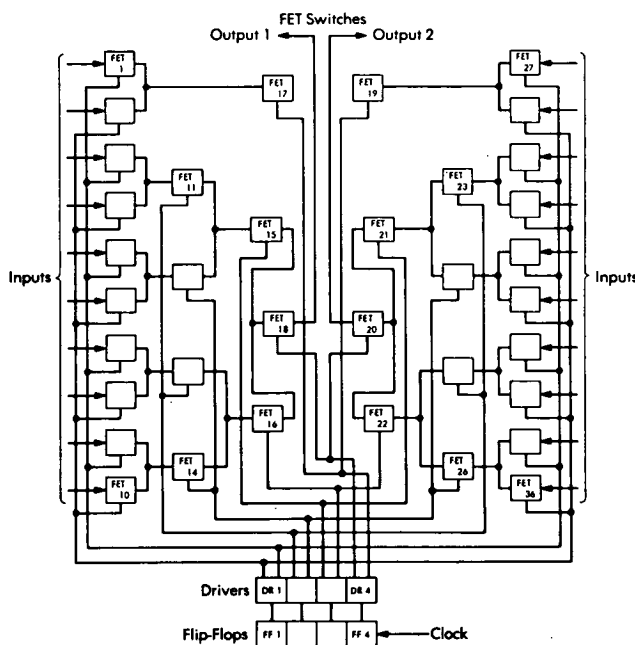 FET Switches
Output 1
Output 2
FET 1
FET 27
FET 17
FET 19
FET 11
FET 23
FET 15
FET 21
Inputs
Inputs
FET 18
FET 20
FET 16
FET 22
FET 14
FET 26
FET 10
FET 36
Drivers
DR 1
DR 4
Flip-Flops
FF 1
FF 4
Clock